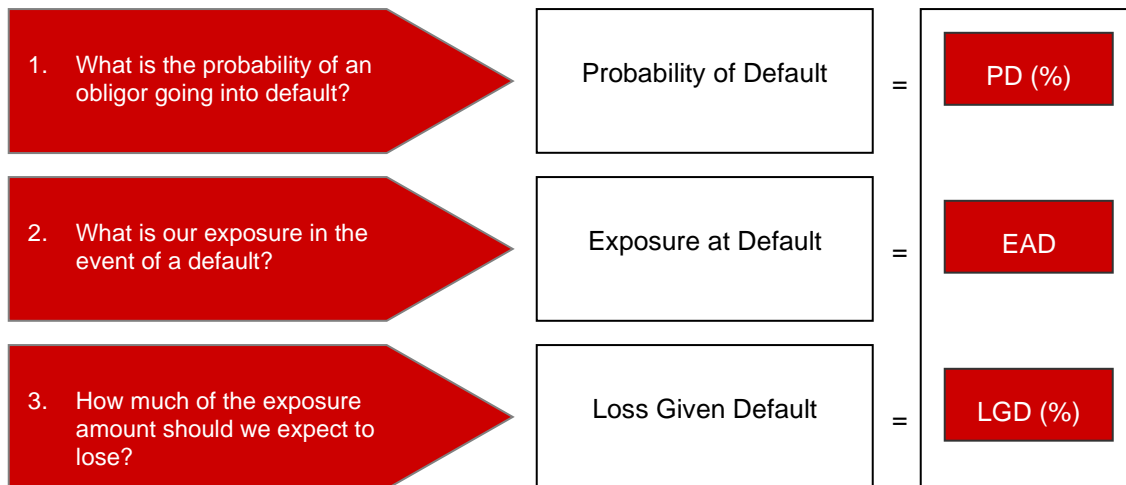 1. What is the probability of an
obligor going into default?
Probability of Default
=
PD (%)
2. What is our exposure in the
event of a default?
Exposure at Default
=
EAD
3. How much of the exposure
amount should we expect to
lose?
Loss Given Default
=
LGD (%)